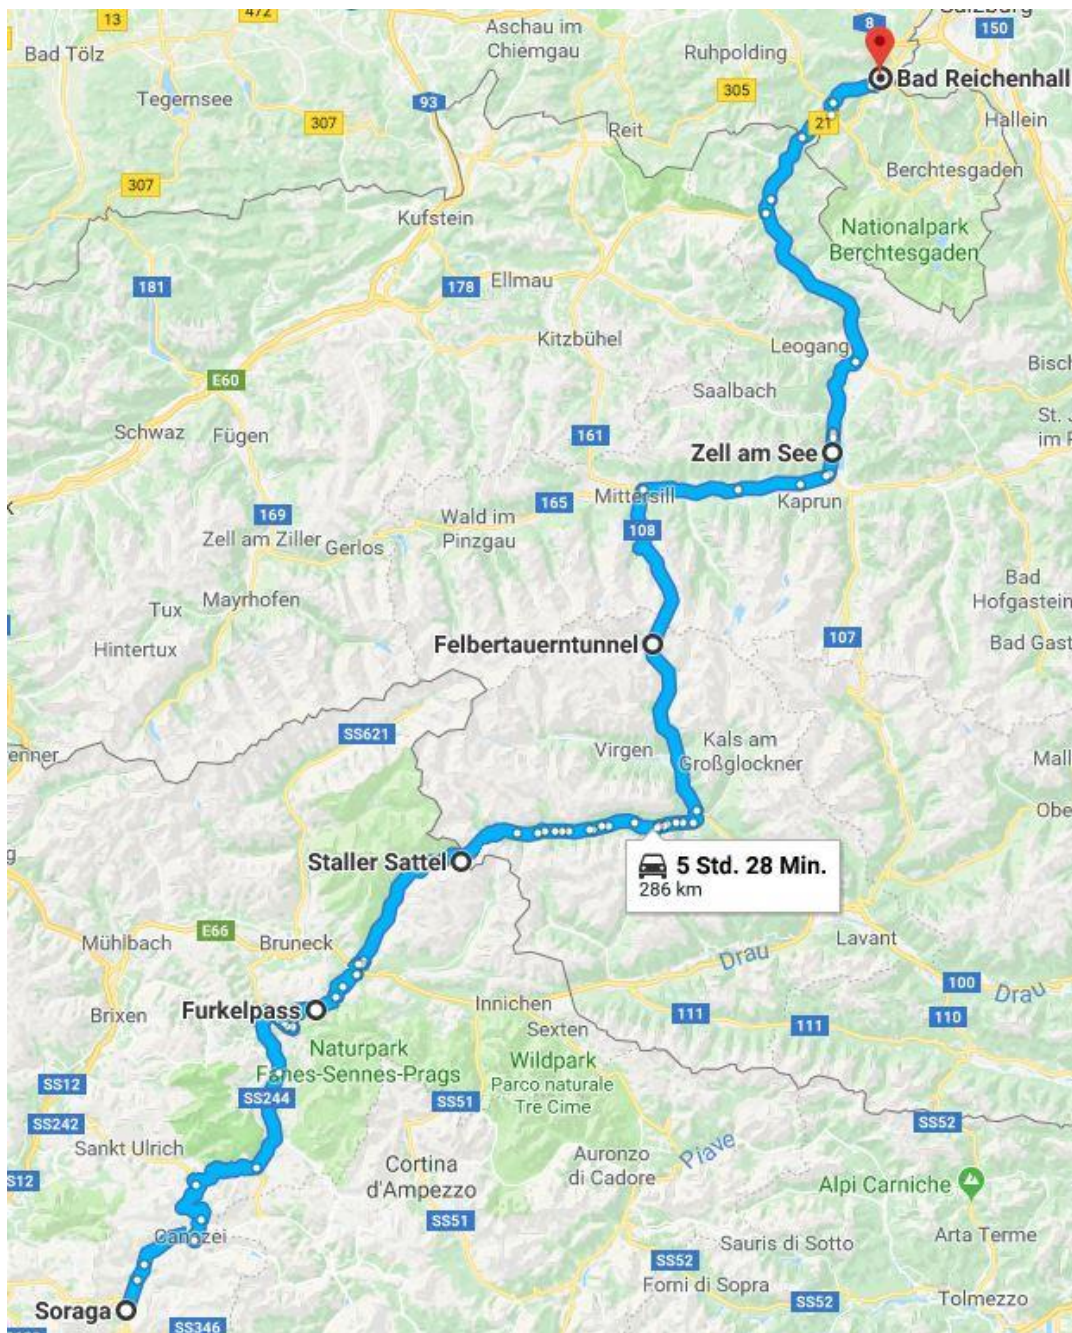 13
472
Salzburg
8
150
Aschau im
Chiemgau
Ruhpolding
Bad Tölz
Bad Reichenhall
Tegernsee
93
305
307
21
Hallein
Reit
Berchtesgaden
307
Kufstein
Nationalpark
Berchtesgaden
181
178
Ellmau
Kitzbühel
Leogang
Bisch
E60
Saalbach
St. J
im P
Schwaz
Fügen
161
Zell am See
Mittersill
165
Kaprun
169
Wald im
Pinzgau
108
Zell am Ziller
Gerlos
Bad
Hofgastein
Tux
Mayrhofen
107
Hintertux
Felbertauerntunnel
Bad Gast
SS621
Virgen
Kals am
Großglockner
enner
Mall
Obe
Staller Sattel
5 Std. 28 Min.
286 km
g
E66
Mühlbach
Bruneck
Lavant
Drau
100
Drau
Furkelpass
Innichen
Brixen
111
111
110
Sexten
Naturpark
Fanes-Sennes-Prags
Wildpark
Parco naturale
Tre Cime
SS12
SS244
SS51
SS242
SS52
Sankt Ulrich
Piave
Auronzo
di Cadore
Cortina
d'Ampezzo
SS12
Alpi Carniche
SS51
Canazei
Sauris di Sotto
Arta Terme
SS52
Forni di Sopra
Soraga
SS52
Tolmezzo
SS346